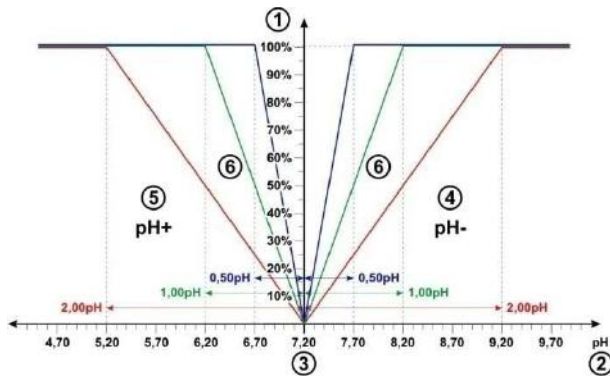 ①
100%
90%
80%
70%
60%
50%
40%
30%
20%
10%
⑥
⑥
⑤
pH+
④
pH-
0,50pH
0,50pH
1,00pH
1,00pH
2,00pH
2,00pH
4,70 5,20 5,70 6,20 6,70 7,20 7,70 8,20 8,70 9,20 9,70 pH
③
②